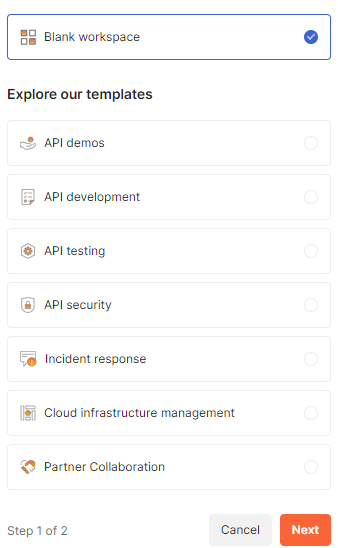 Blank workspace
Explore our templates
API demos
API development
API testing
API security
Incident response
Cloud infrastructure management
Partner Collaboration
Step 1 of 2
Cancel
Next